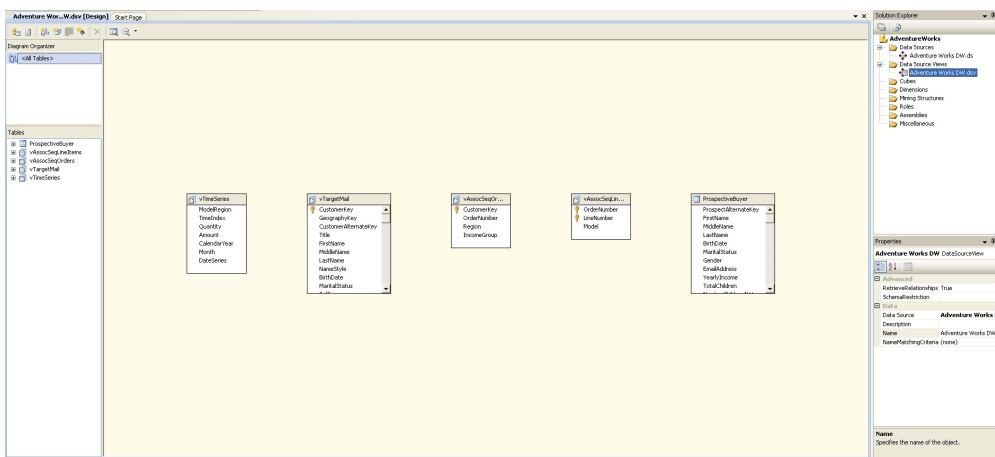 Adventure Wor...W.dsv [Design]
Start Page
Diagram Organizer
<All Tables>
Tables
ProspectiveBuyer
vAssocSeqLineItems
vAssocSeqOrders
vTargetMail
vTimeSeries
vTimeSeries
ModelRegion
TimeIndex
Quantity
Amount
CalendarYear
Month
DateSeries
vTargetMail
CustomerKey
GeographyKey
CustomerAlternateKey
Title
FirstName
MiddleName
LastName
NameStyle
BirthDate
MaritalStatus
vAssocSeqOr...
CustomerKey
OrderNumber
Region
IncomeGroup
vAssocSeqLin...
OrderNumber
LineNumber
Model
ProspectiveBuyer
ProspectAlternateKey
FirstName
MiddleName
LastName
BirthDate
MaritalStatus
Gender
EmailAddress
YearlyIncome
TotalChildren
Solution Explorer
AdventureWorks
Data Sources
Adventure Works DW.ds
Data Source Views
Adventure Works DW.dsv
Cubes
Dimensions
Mining Structures
Roles
Assemblies
Miscellaneous
Properties
Adventure Works DW DataSourceView
Advanced
RetrieveRelationships True
SchemaRestriction
Data
Data Source Adventure Works
Description
Name Adventure Works DW
NameMatchingCriteria (none)
Name
Specifies the name of the object.